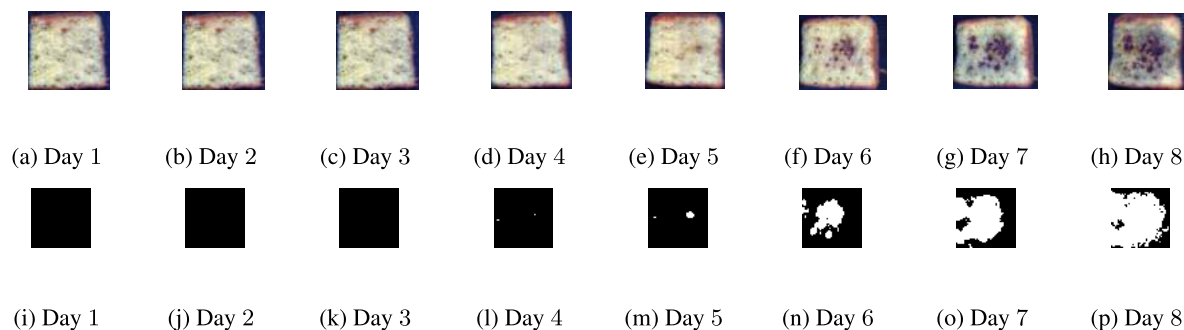 (a) Day 1 (b) Day 2 (c) Day 3 (d) Day 4 (e) Day 5 (f) Day 6 (g) Day 7 (h) Day 8
(i) Day 1 (j) Day 2 (k) Day 3 (l) Day 4 (m) Day 5 (n) Day 6 (o) Day 7 (p) Day 8